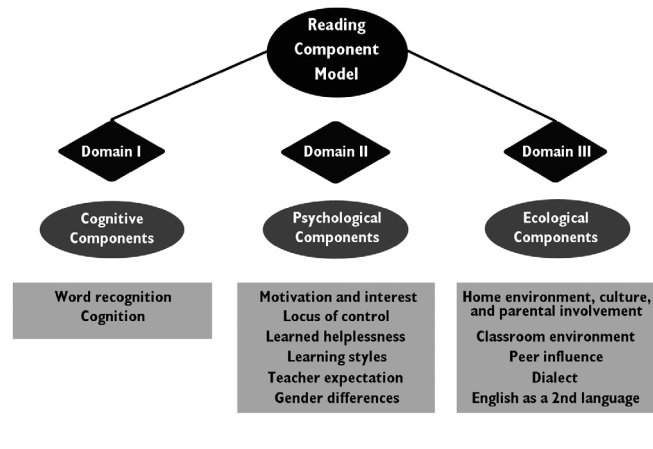 Reading
Component
Model
Domain I
Domain II
Domain III
Cognitive
Components
Psychological
Components
Ecological
Components
Word recognition
Cognition
Motivation and interest
Locus of control
Learned helplessness
Learning styles
Teacher expectation
Gender differences
Home environment, culture,
and parental involvement
Classroom environment
Peer influence
Dialect
English as a 2nd language